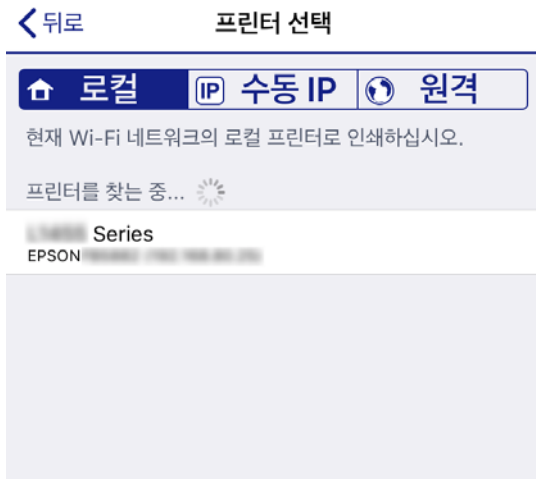 뒤로 프린터 선택
로컬 IP 수동 IP 원격
현재 Wi-Fi 네트워크의 로컬 프린터로 인쇄하십시오.
프린터를 찾는 중...
Series
EPSON